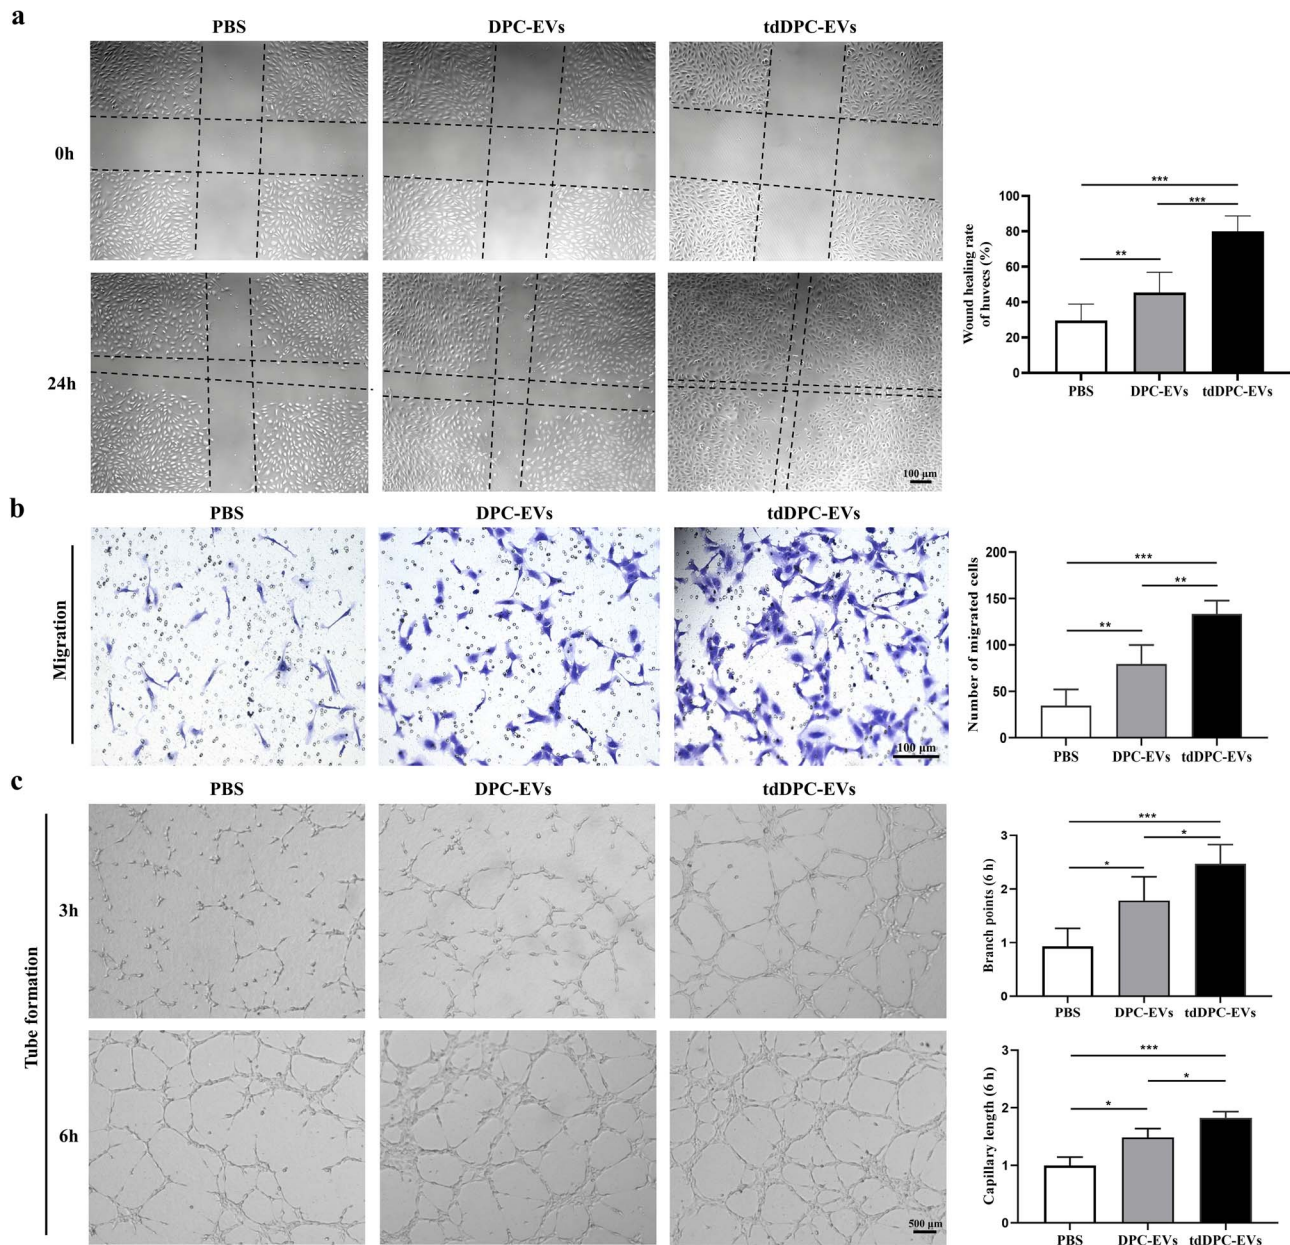 a
PBS
DPC-EVs
tdDPC-EVs
0h
24h
100 μm
Wound healing rate
of huvecs (%)
100
80
60
40
20
0
***
***
**
PBS
DPC-EVs
tdDPC-EVs
b
PBS
DPC-EVs
tdDPC-EVs
Migration
100 μm
Number of migrated cells
200
150
100
50
0
***
**
**
PBS
DPC-EVs
tdDPC-EVs
c
PBS
DPC-EVs
tdDPC-EVs
Tube formation
3h
6h
500 μm
Branch points (6 h)
3
2
1
0
***
*
*
PBS
DPC-EVs
tdDPC-EVs
Capillary length (6 h)
3
2
1
0
***
*
*
PBS
DPC-EVs
tdDPC-EVs